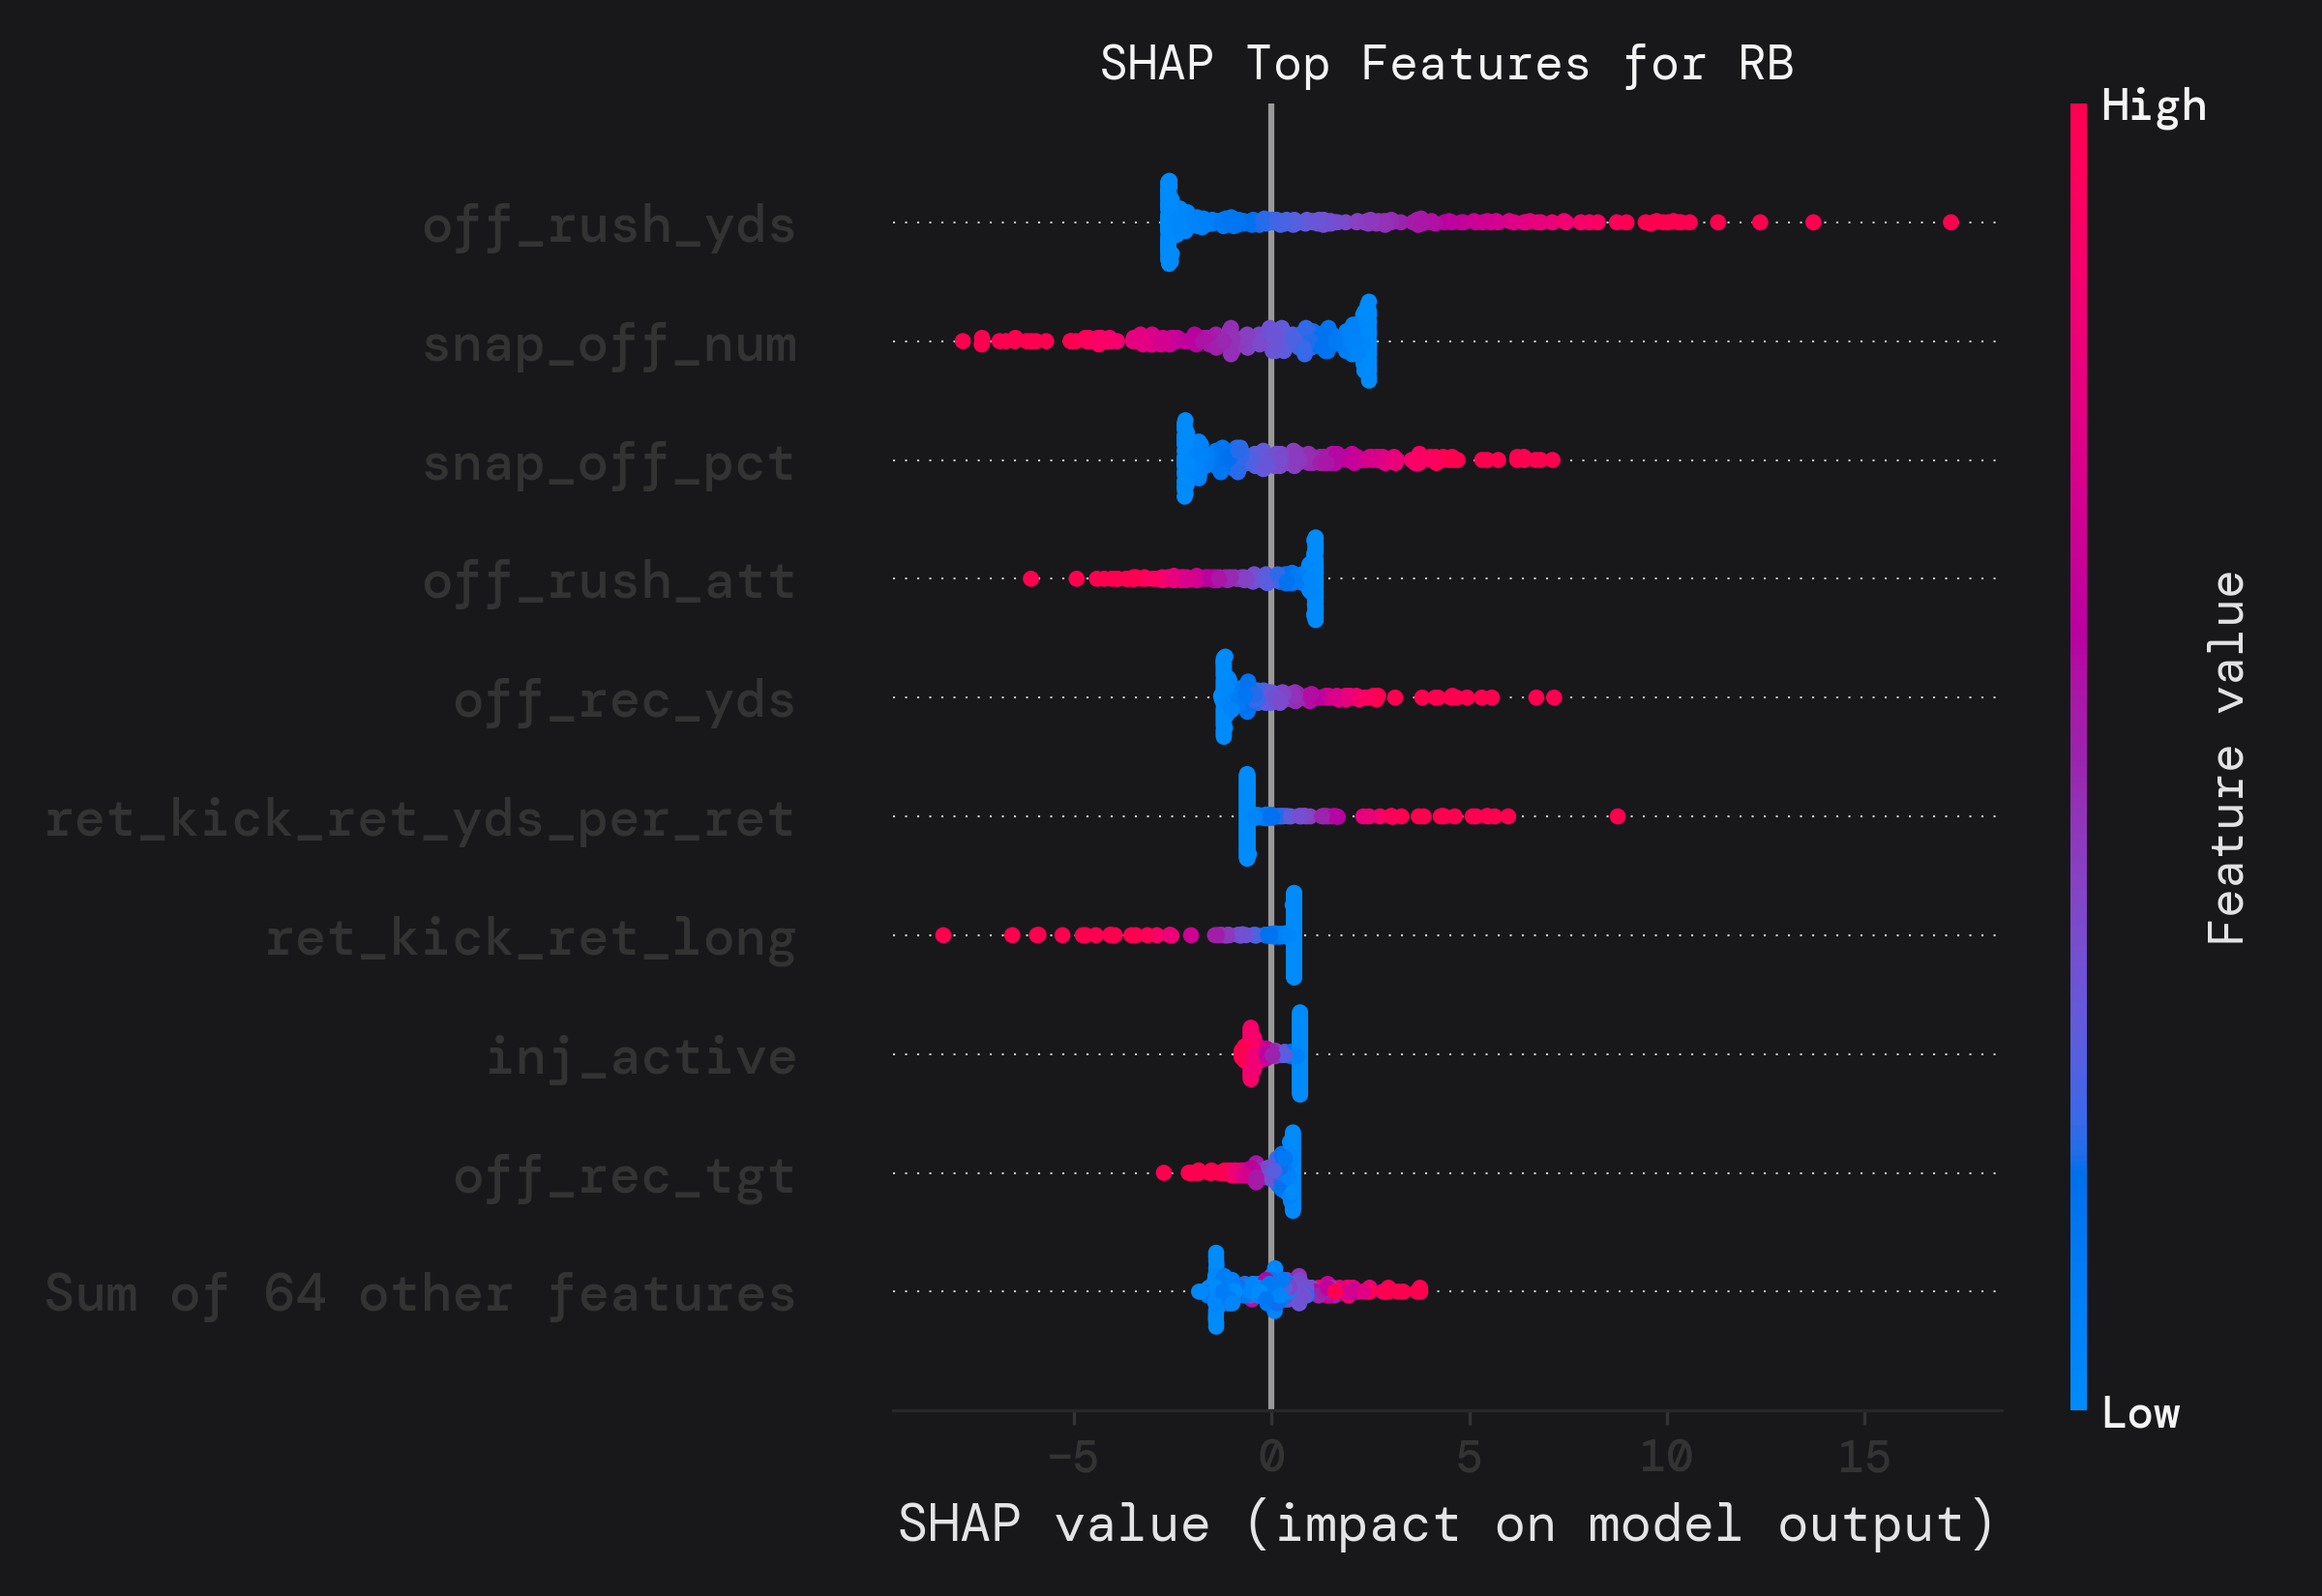 SHAP Top Features for RB
High
off_rush_yds
snap_off_num
snap_off_pct
off_rush_att
off_rec_yds
ret_kick_ret_yds_per_ret
ret_kick_ret_long
inj_active
off_rec_tgt
Sum of 64 other features
Feature value
Low
−5 0 5 10 15
SHAP value (impact on model output)